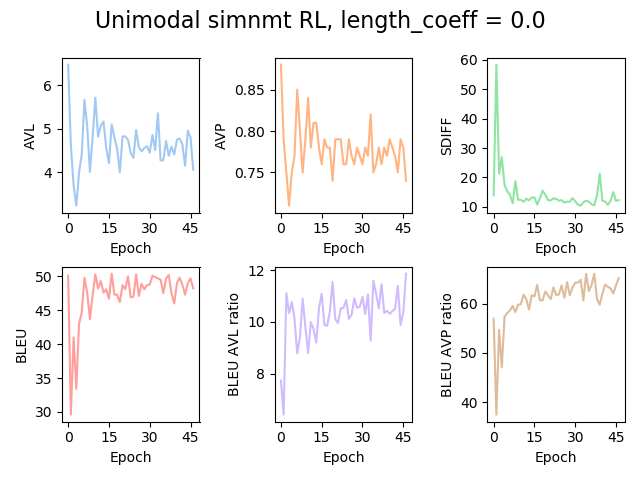 Unimodal simnmt RL, length_coeff = 0.0
6
5
4
AVL
0 15 30 45
Epoch
0.85
0.80
0.75
AVP
0 15 30 45
Epoch
60
50
40
30
20
10
SDIFF
0 15 30 45
Epoch
50
45
40
35
30
BLEU
0 15 30 45
Epoch
12
10
8
BLEU AVL ratio
0 15 30 45
Epoch
60
50
40
BLEU AVP ratio
0 15 30 45
Epoch